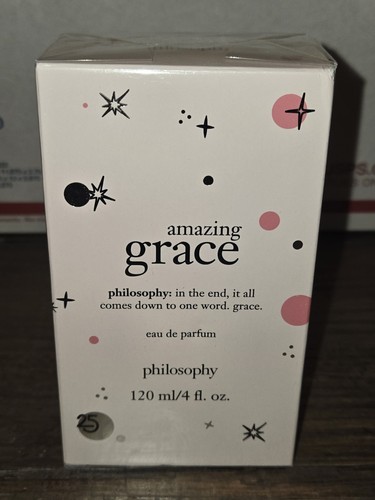 amazing
grace
philosophy: in the end, it all
comes down to one word. grace.
eau de parfum
philosophy
120 ml/4 fl. oz.
25